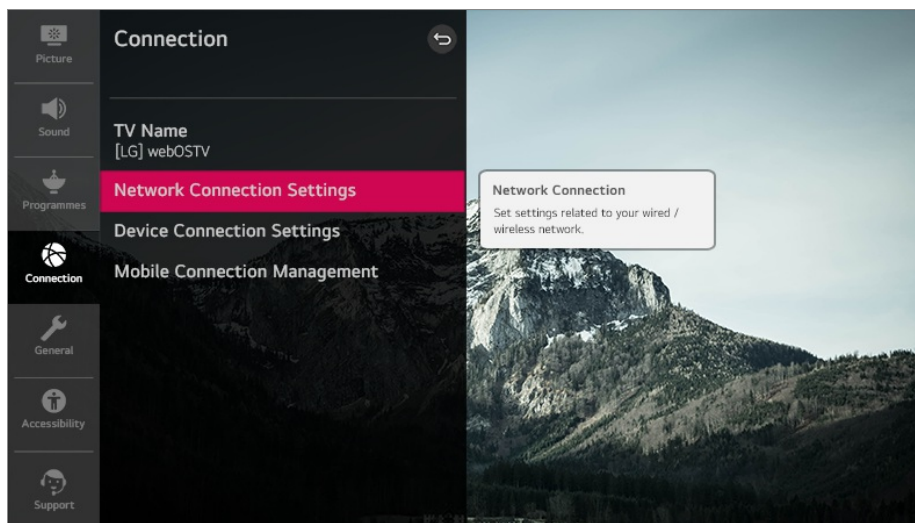 Picture
Sound
Programmes
Connection
General
Accessibility
Support
Connection
TV Name
[LG] webOSTV
Network Connection Settings
Device Connection Settings
Mobile Connection Management
Network Connection
Set settings related to your wired /
wireless network.